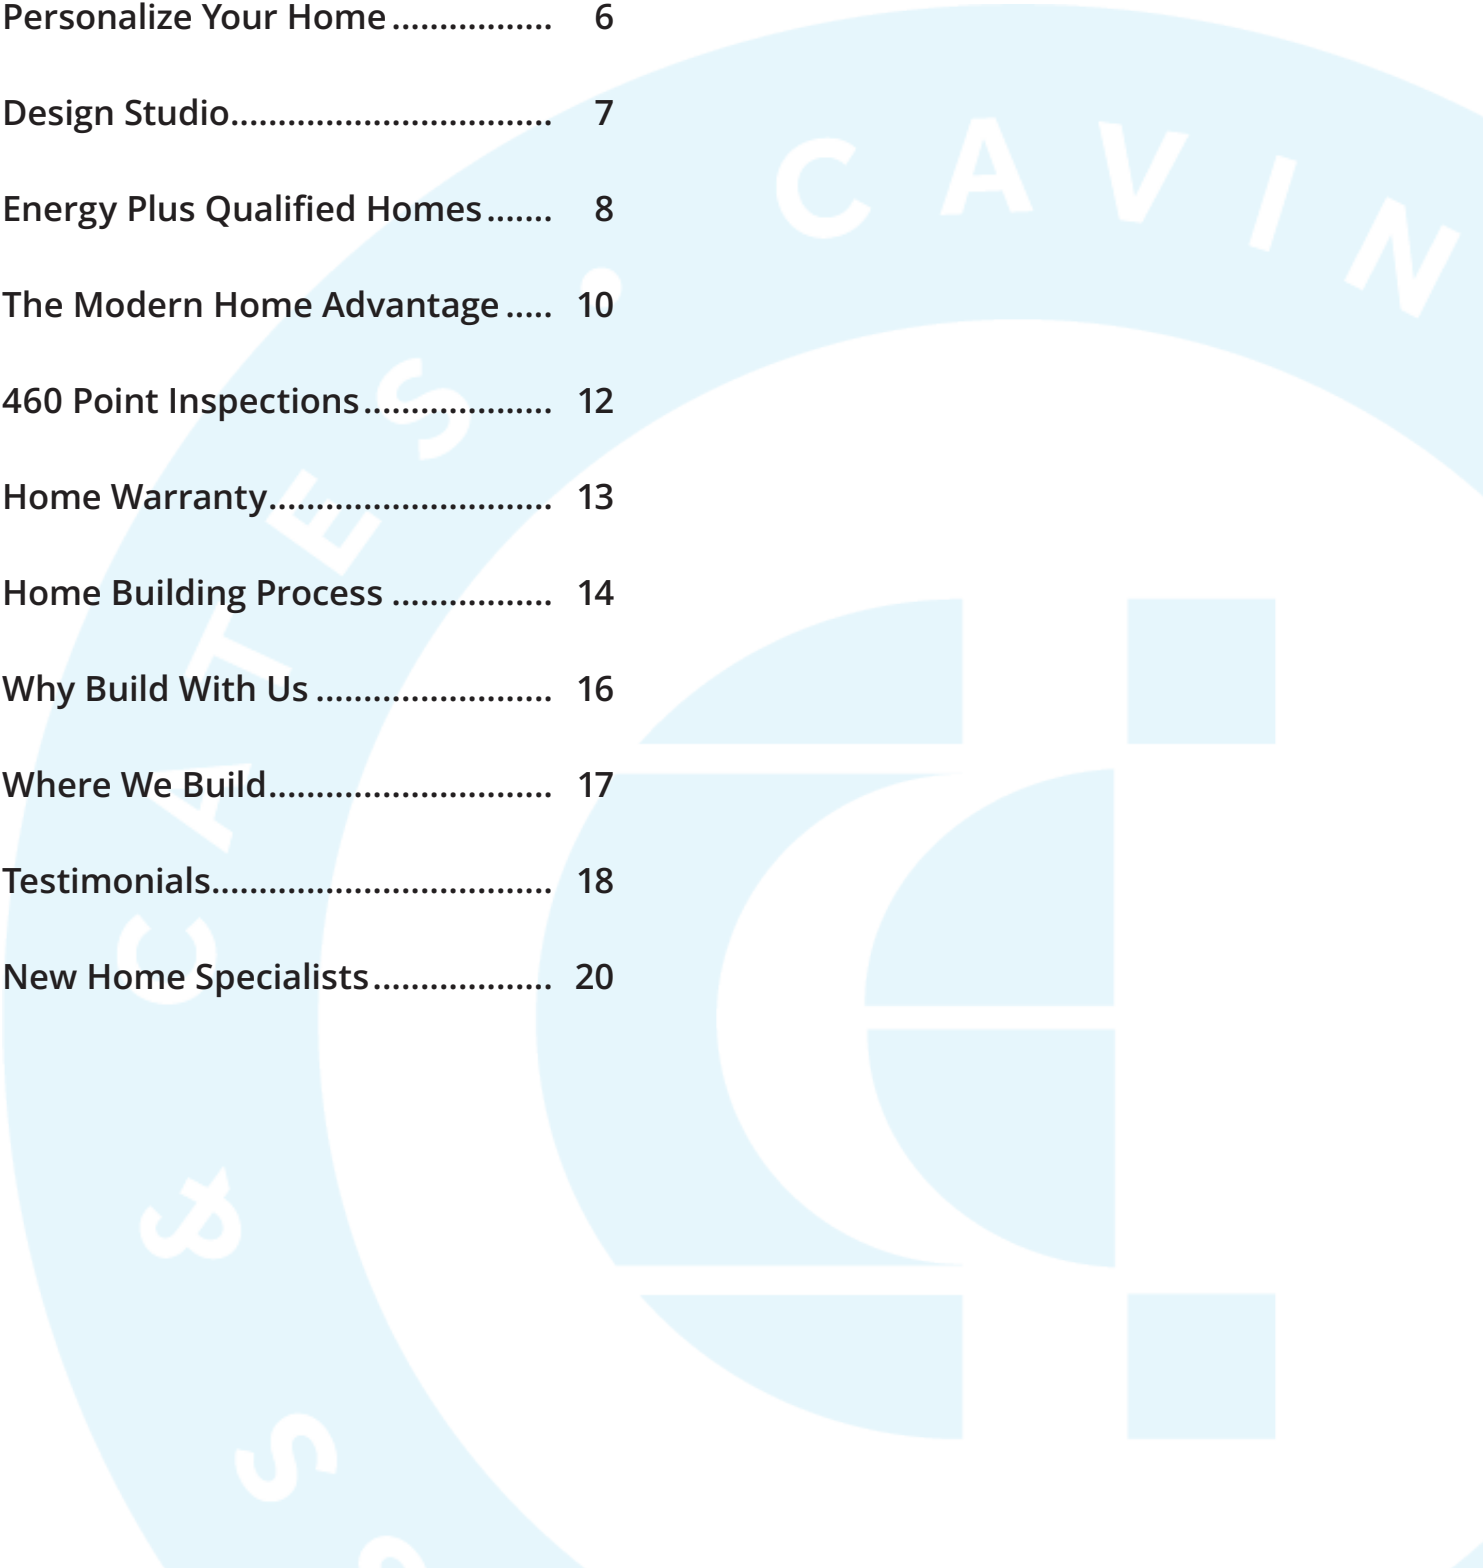 Personalize Your Home ................. 6
Design Studio.................................. 7
Energy Plus Qualified Homes ....... 8
The Modern Home Advantage ..... 10
460 Point Inspections .................... 12
Home Warranty.............................. 13
Home Building Process ................. 14
Why Build With Us ......................... 16
Where We Build.............................. 17
Testimonials.................................... 18
New Home Specialists ................... 20
CAVIN
& CATES •
S